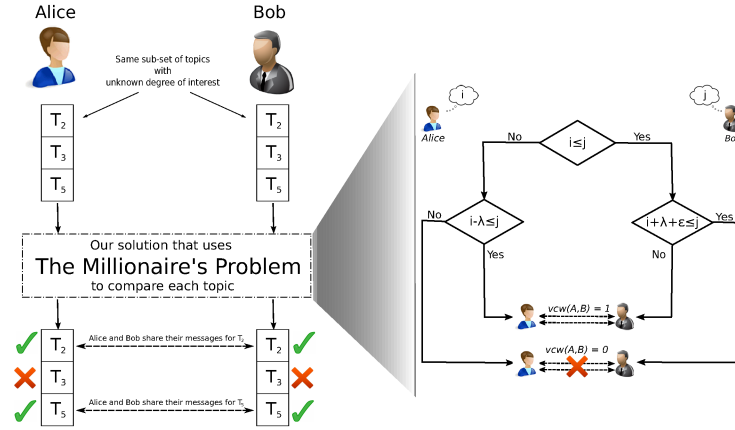 Alice
Bob
Same sub-set of topics
with
unknown degree of interest
T2
T3
T5
T2
T3
T5
Our solution that uses
The Millionaire's Problem
to compare each topic
T2
T3
T5
Alice and Bob share their messages for T2
Alice and Bob share their messages for T5
T2
T3
T5
i
j
Alice
Bo
i≤j
No
Yes
i-λ≤j
No
Yes
i+λ+ε≤j
Yes
No
vcw(A,B) = 1
vcw(A,B) = 0